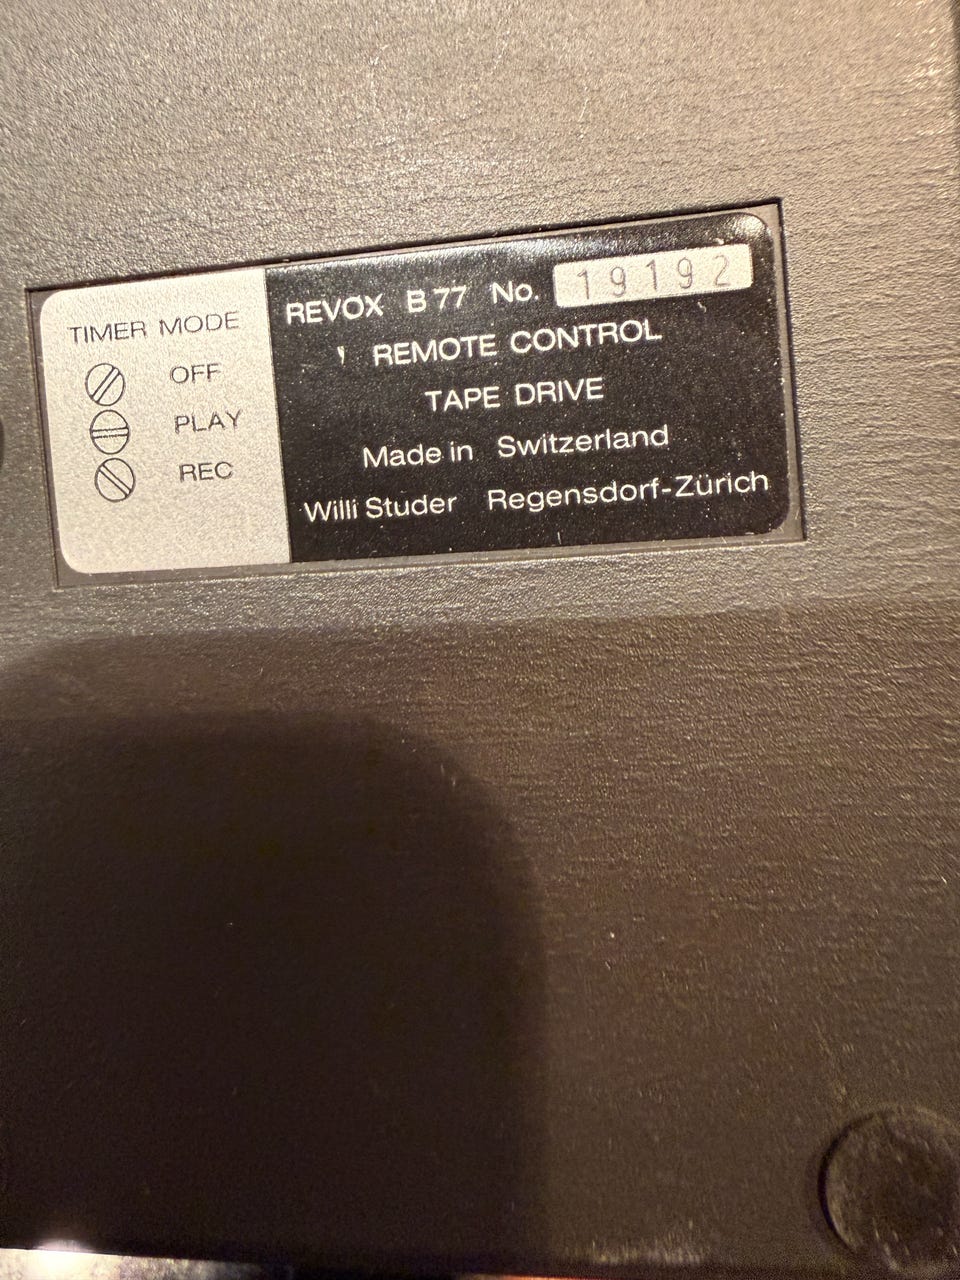 TIMER MODE
OFF
PLAY
REC
REVOX B 77 No. 19192
REMOTE CONTROL
TAPE DRIVE
Made in Switzerland
Willi Studer Regensdorf-Zürich